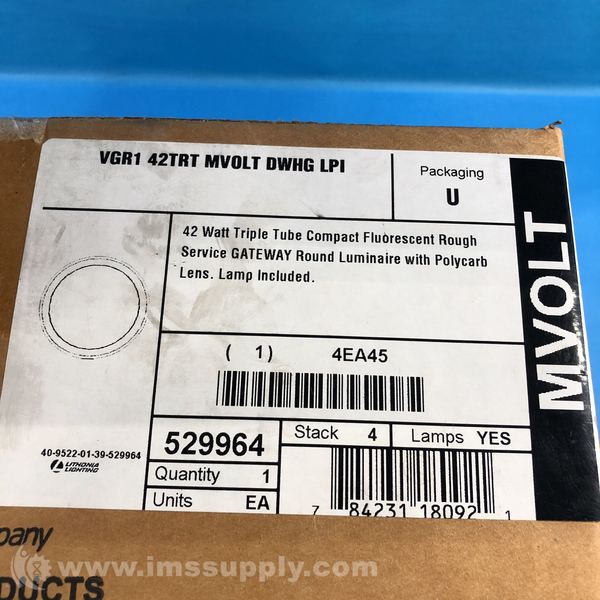 VGR1 42TRT MVOLT DWHG LPI
Packaging
U
42 Watt Triple Tube Compact Fluorescent Rough
Service GATEWAY Round Luminaire with Polycarb
Lens. Lamp Included.
MVOLT
( 1) 4EA45
40-9522-01-39-529964
LITHONIA
LIGHTING
529964
Stack 4
Lamps YES
Quantity 1
Units EA
7 84231 18092 1
pany
DUCTS
www.imssupply.com